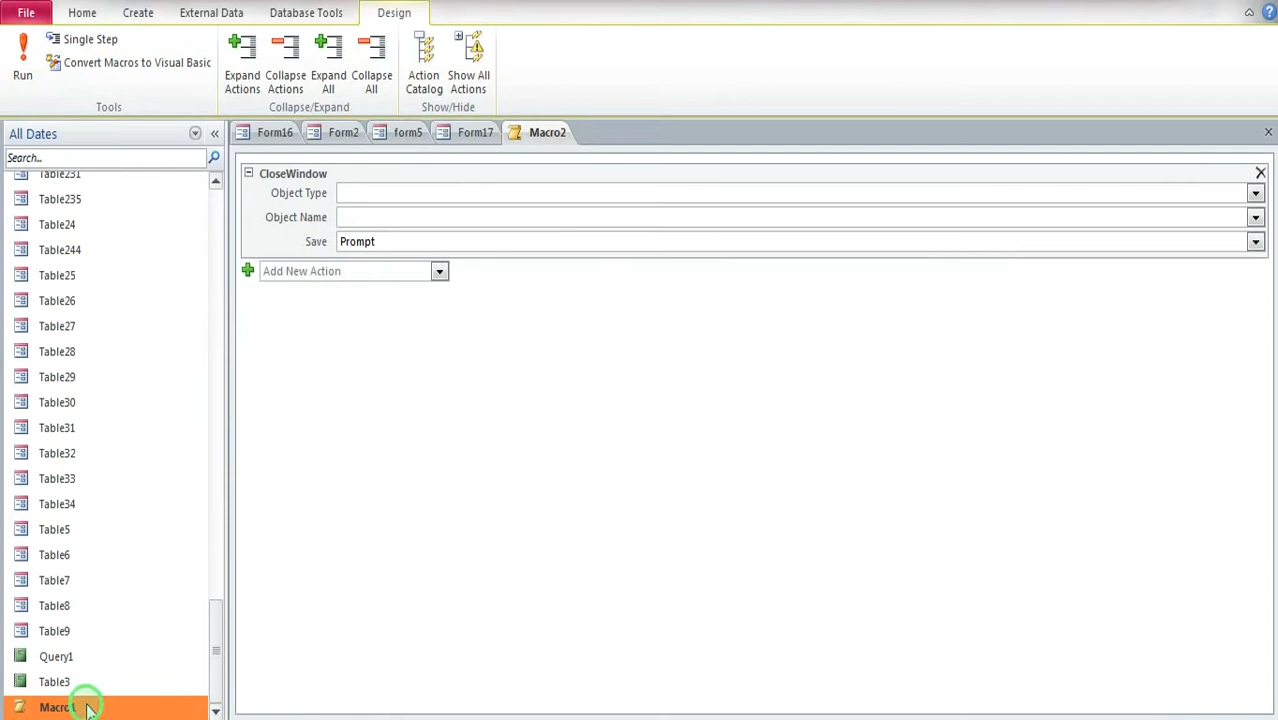 File Home Create External Data Database Tools Design
Single Step
Convert Macros to Visual Basic
Run
Expand Actions
Collapse Actions
Expand All
Collapse All
Action Catalog
Show All Actions
Tools Collapse/Expand Show/Hide
All Dates
Form16 Form2 form5 Form17 Macro2
Search...
CloseWindow
Object Type
Object Name
Save Prompt
Add New Action
Table231
Table235
Table24
Table244
Table25
Table26
Table27
Table28
Table29
Table30
Table31
Table32
Table33
Table34
Table5
Table6
Table7
Table8
Table9
Query1
Table3